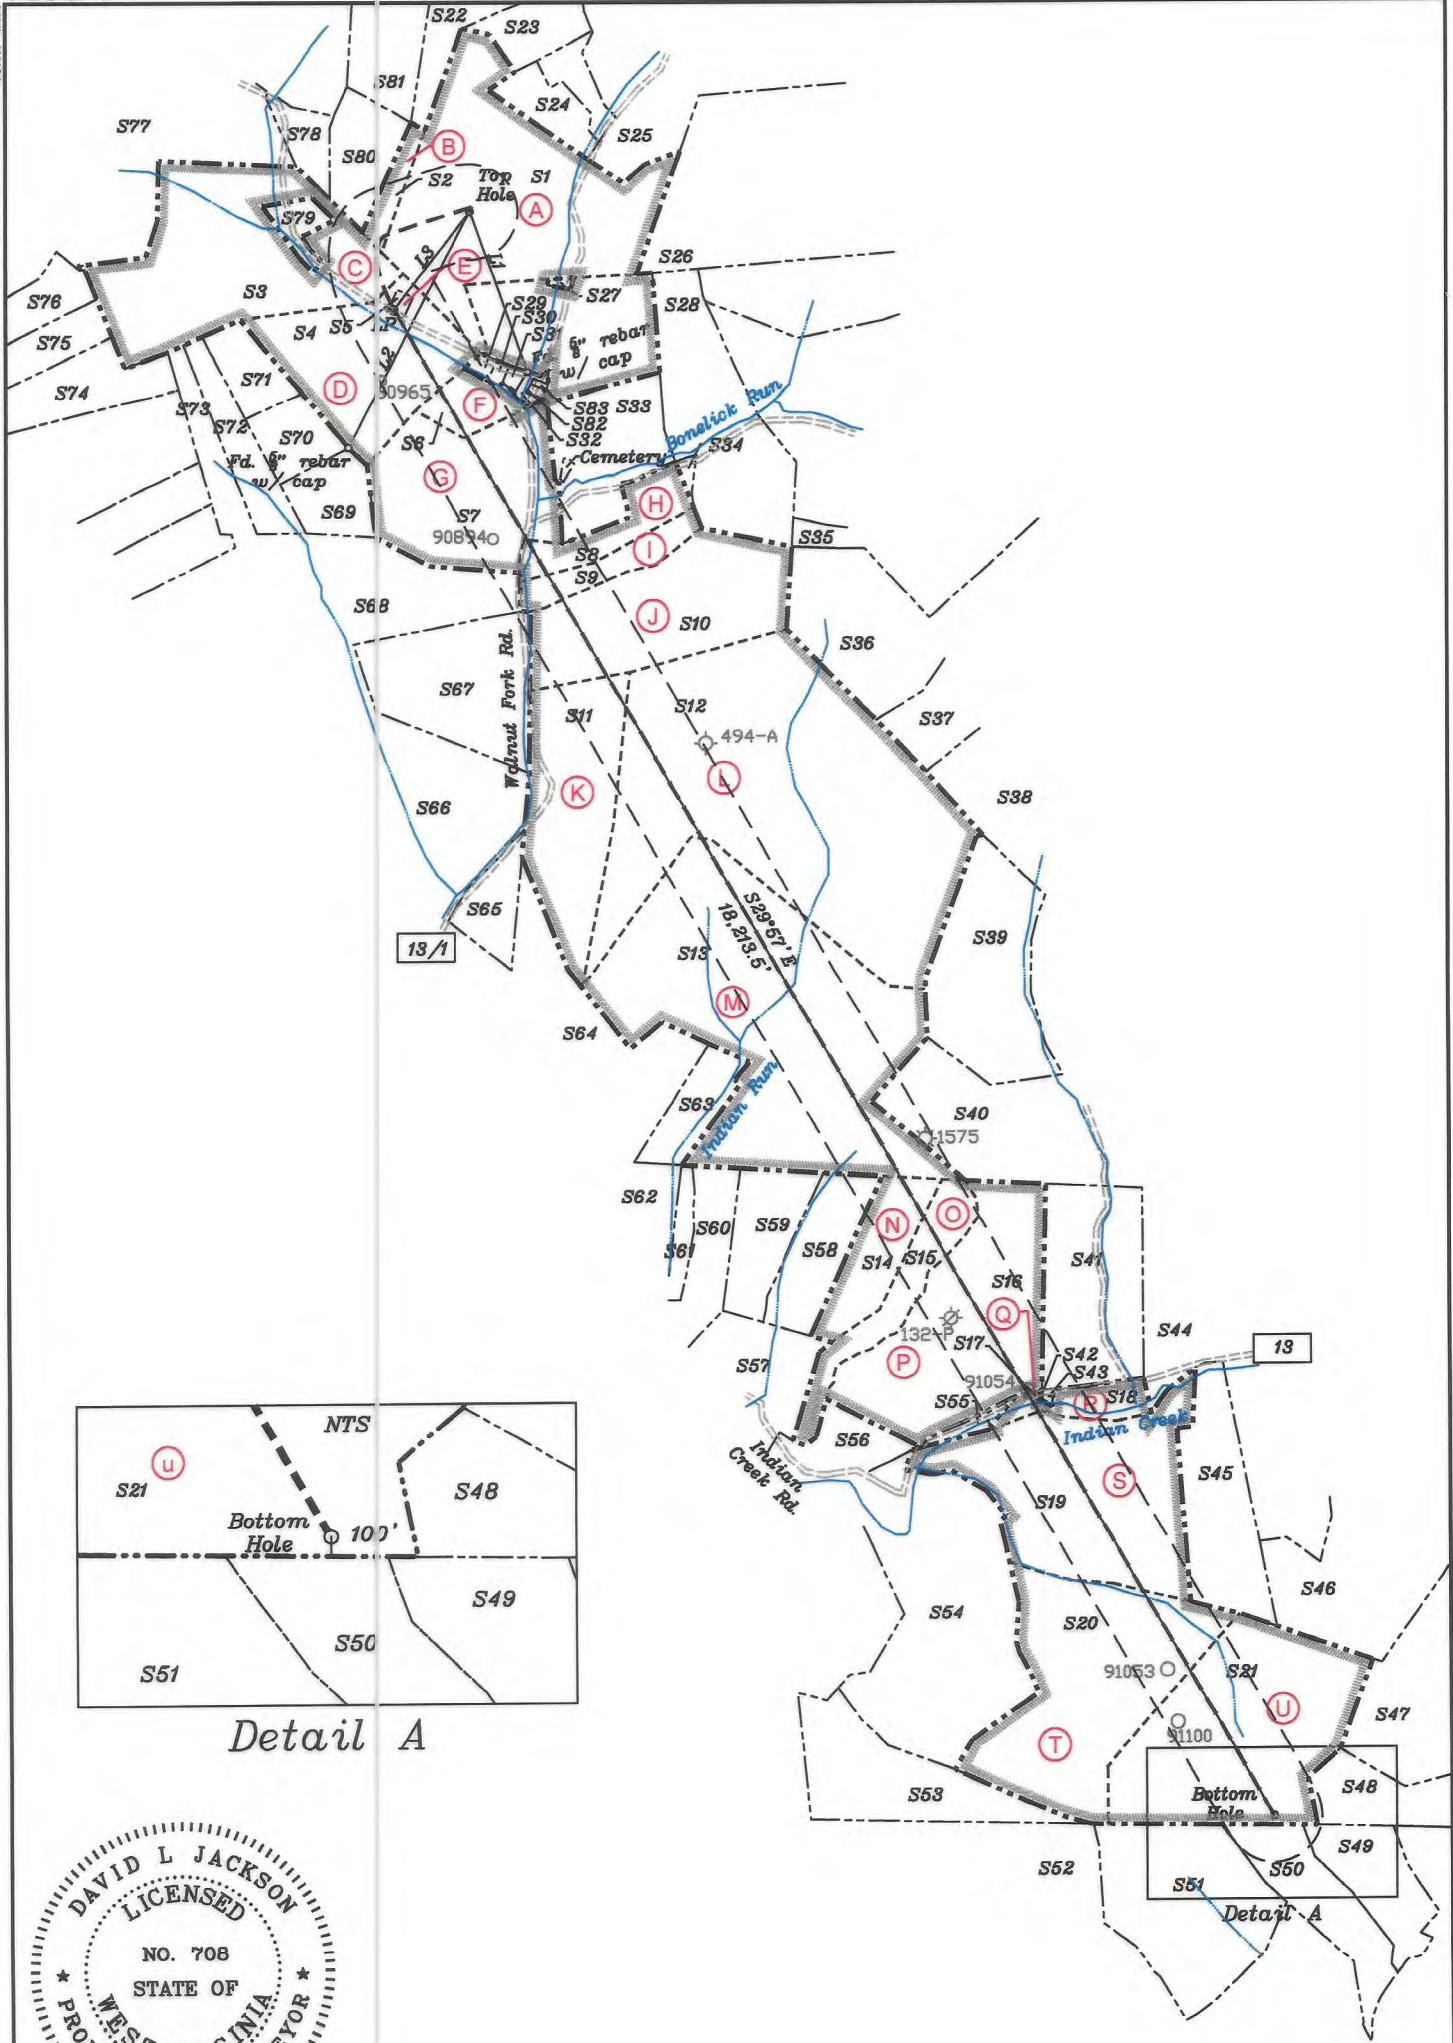 S22
S23
S81
S24
S77
S78
S25
S80
B
S2
Top
Hole
S1
A
S79
C
L3
E
L1
S26
S3
S27
S28
S76
S4
S5
S29
S30
S31
5/8" rebar
w/ cap
S75
L2
S71
D
S74
F
S83
S33
S73
S72
S82
Bonelick Run
S70
S6
S32
S34
Fd. 5/8" rebar
w/ cap
Cemetery
G
H
S69
S7
90894
S8
I
S35
S9
S68
J
S10
S36
Walnut Fork Rd.
S67
S12
S11
S37
494-A
L
K
S66
S38
S65
S29°57'E
18,213.5'
S39
13/1
S13
M
S64
S63
Indian Run
S40
1575
S62
S60
S59
N
O
S61
S58
S14
S15
S41
S16
Q
132-P
S44
S17
13
S57
P
S42
S43
91054
S55
S18
R
Indian Creek
S56
Indian
Creek Rd.
S45
S
S19
S46
S54
S20
91053
S21
U
S47
91100
T
S53
Bottom
Hole
S48
S49
S52
S50
S51
Detail A
NTS
u
S21
S48
Bottom
Hole
100'
S49
S50
S51
Detail A
DAVID L JACKSON
LICENSED
NO. 708
STATE OF